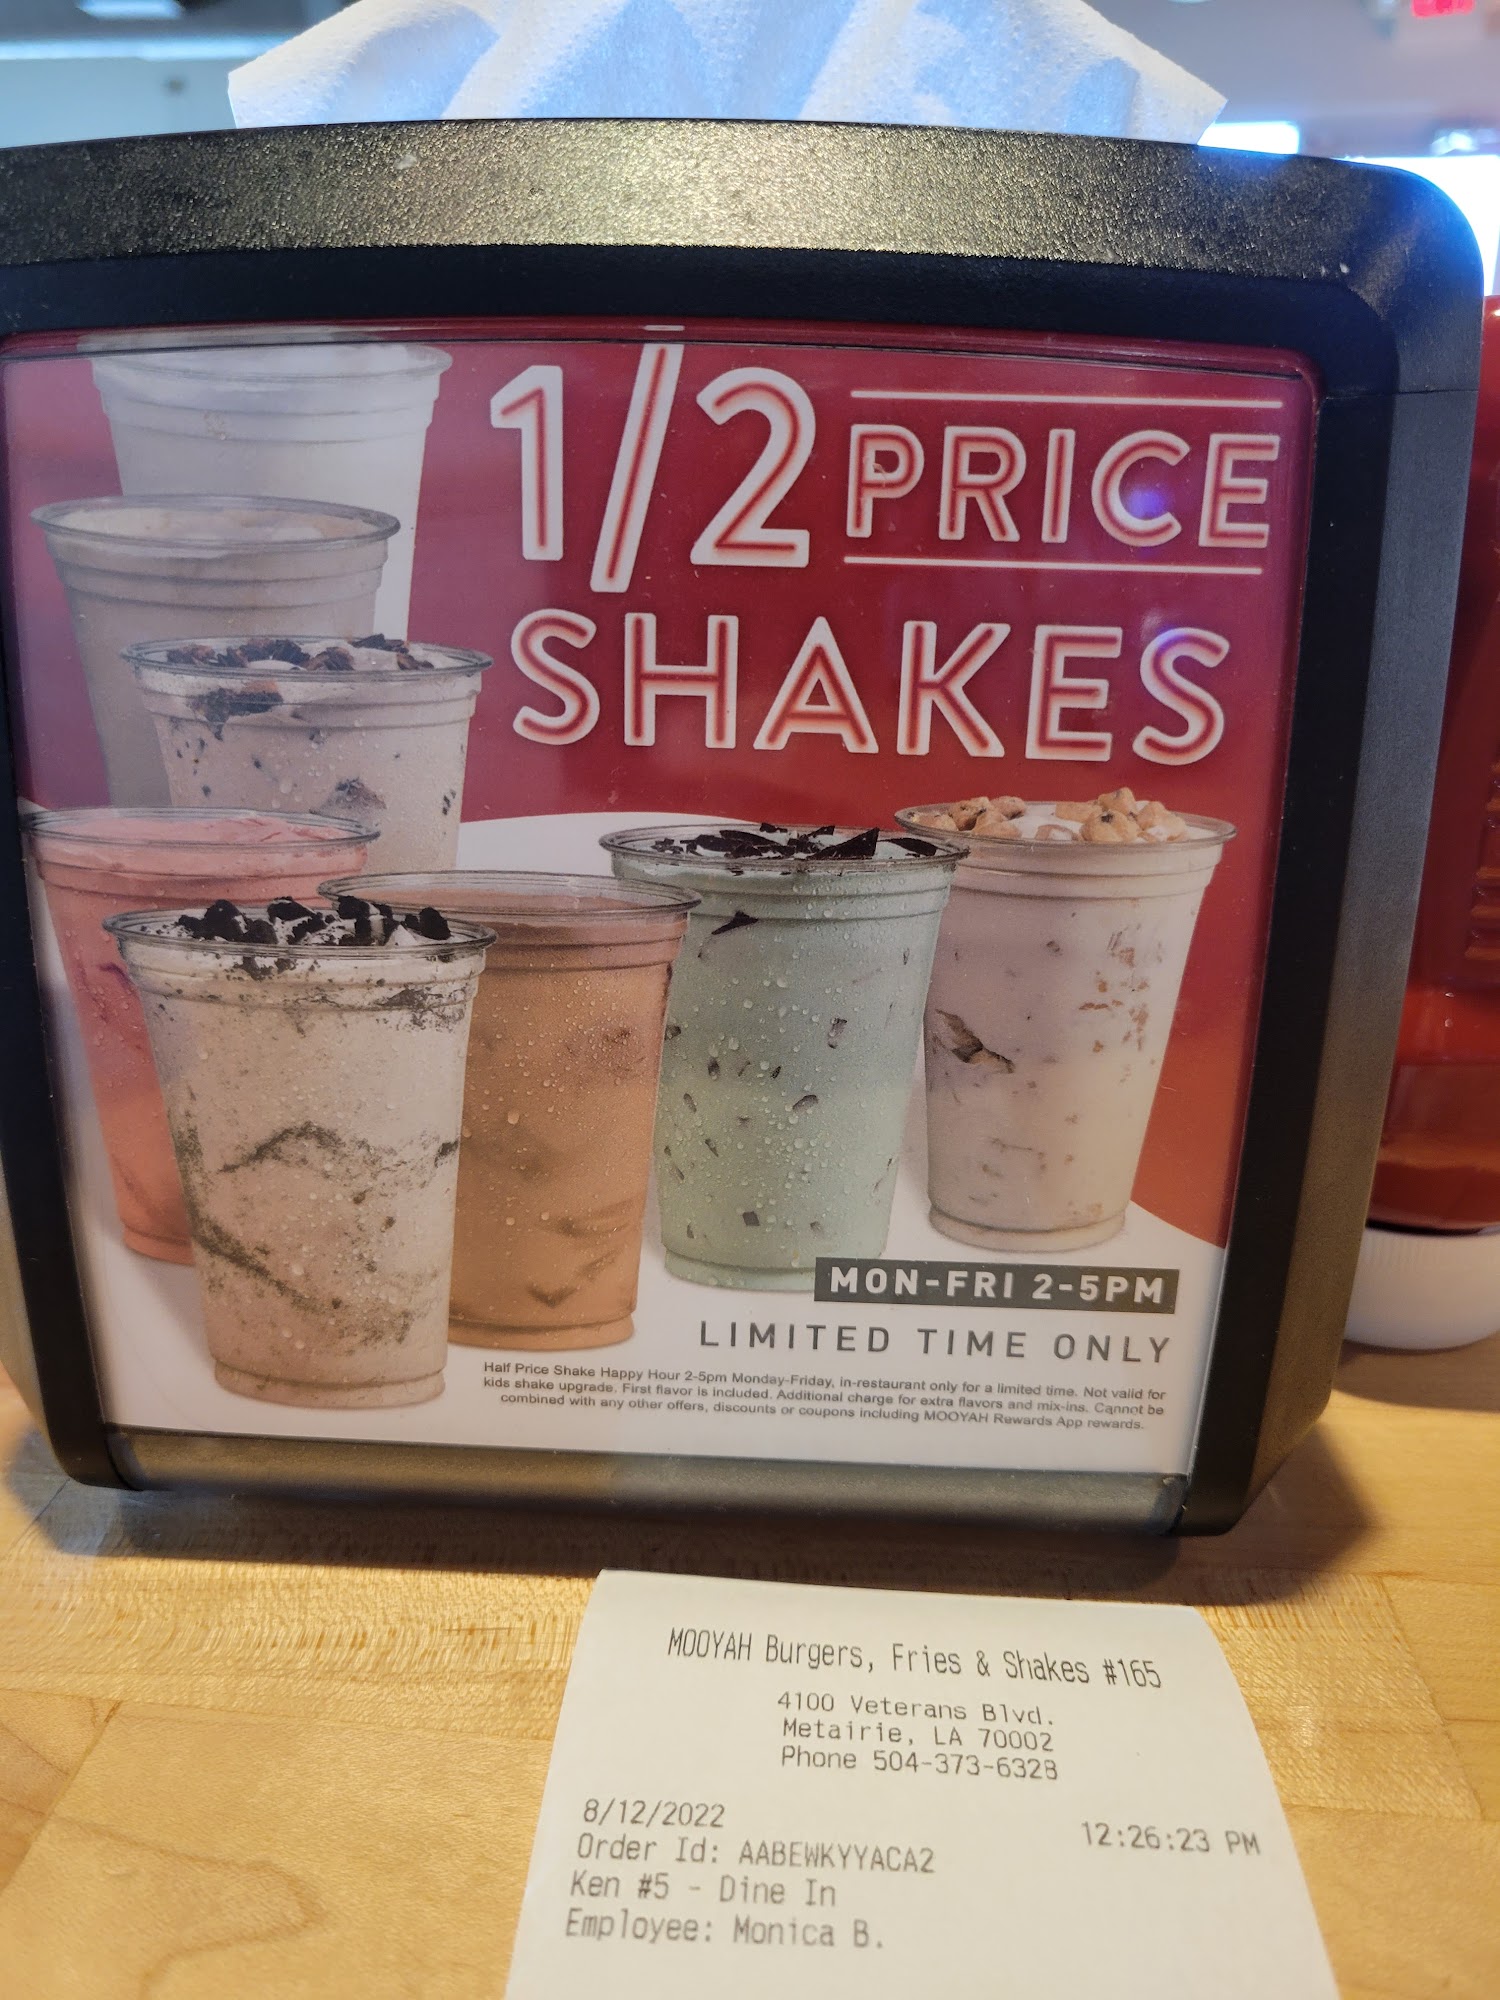 1/2 PRICE
SHAKES
MON-FRI 2-5PM
LIMITED TIME ONLY
Half Price Shake Happy Hour 2-5pm Monday-Friday, in-restaurant only for a limited time. Not valid for
kids shake upgrade. First flavor is included. Additional charge for extra flavors and mix-ins. Cannot be
combined with any other offers, discounts or coupons including MOOYAH Rewards App rewards.
MOOYAH Burgers, Fries & Shakes #165
4100 Veterans Blvd.
Metairie, LA 70002
Phone 504-373-6328
8/12/2022 12:26:23 PM
Order Id: AABEWKYYACA2
Ken #5 - Dine In
Employee: Monica B.